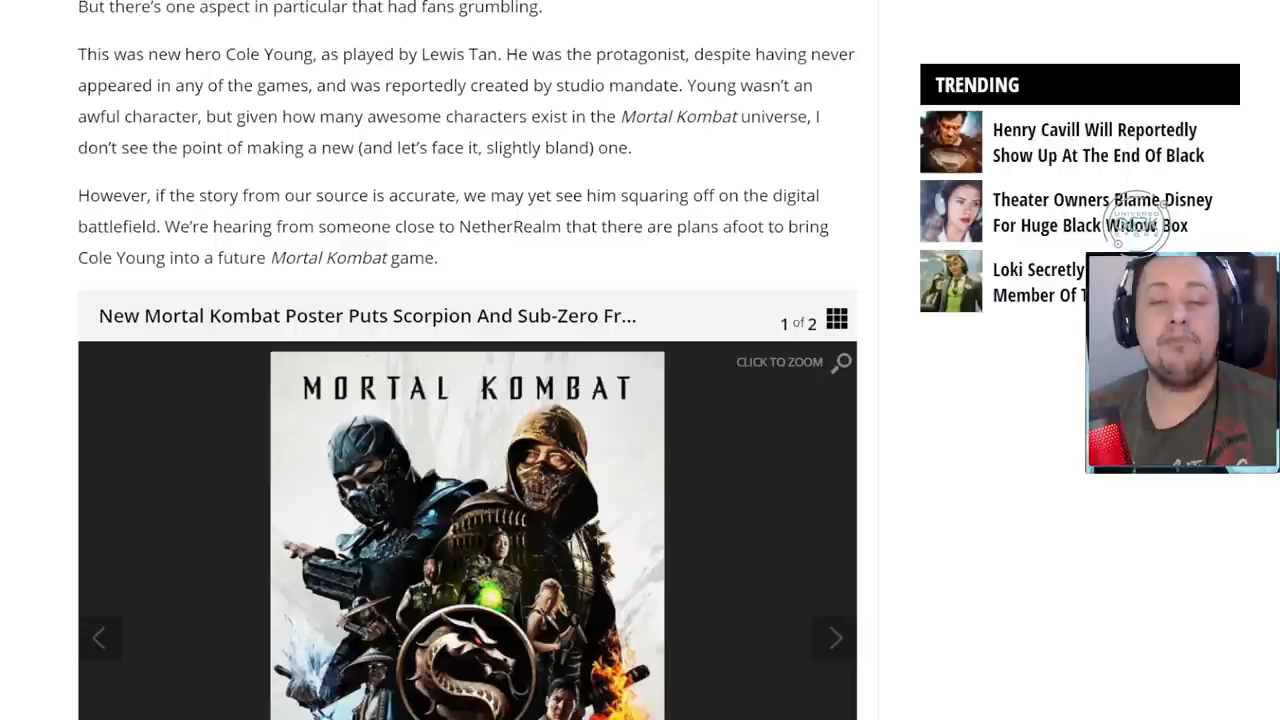 But there's one aspect in particular that had fans grumbling.
This was new hero Cole Young, as played by Lewis Tan. He was the protagonist, despite having never
appeared in any of the games, and was reportedly created by studio mandate. Young wasn't an
awful character, but given how many awesome characters exist in the Mortal Kombat universe, I
don't see the point of making a new (and let's face it, slightly bland) one.
However, if the story from our source is accurate, we may yet see him squaring off on the digital
battlefield. We're hearing from someone close to NetherRealm that there are plans afoot to bring
Cole Young into a future Mortal Kombat game.
New Mortal Kombat Poster Puts Scorpion And Sub-Zero Fr...
1 of 2
CLICK TO ZOOM
MORTAL KOMBAT
TRENDING
Henry Cavill Will Reportedly
Show Up At The End Of Black
Theater Owners Blame Disney
For Huge Black Widow Box
Loki Secretly
Member Of T
UNIVERSO
GEEK
STORE